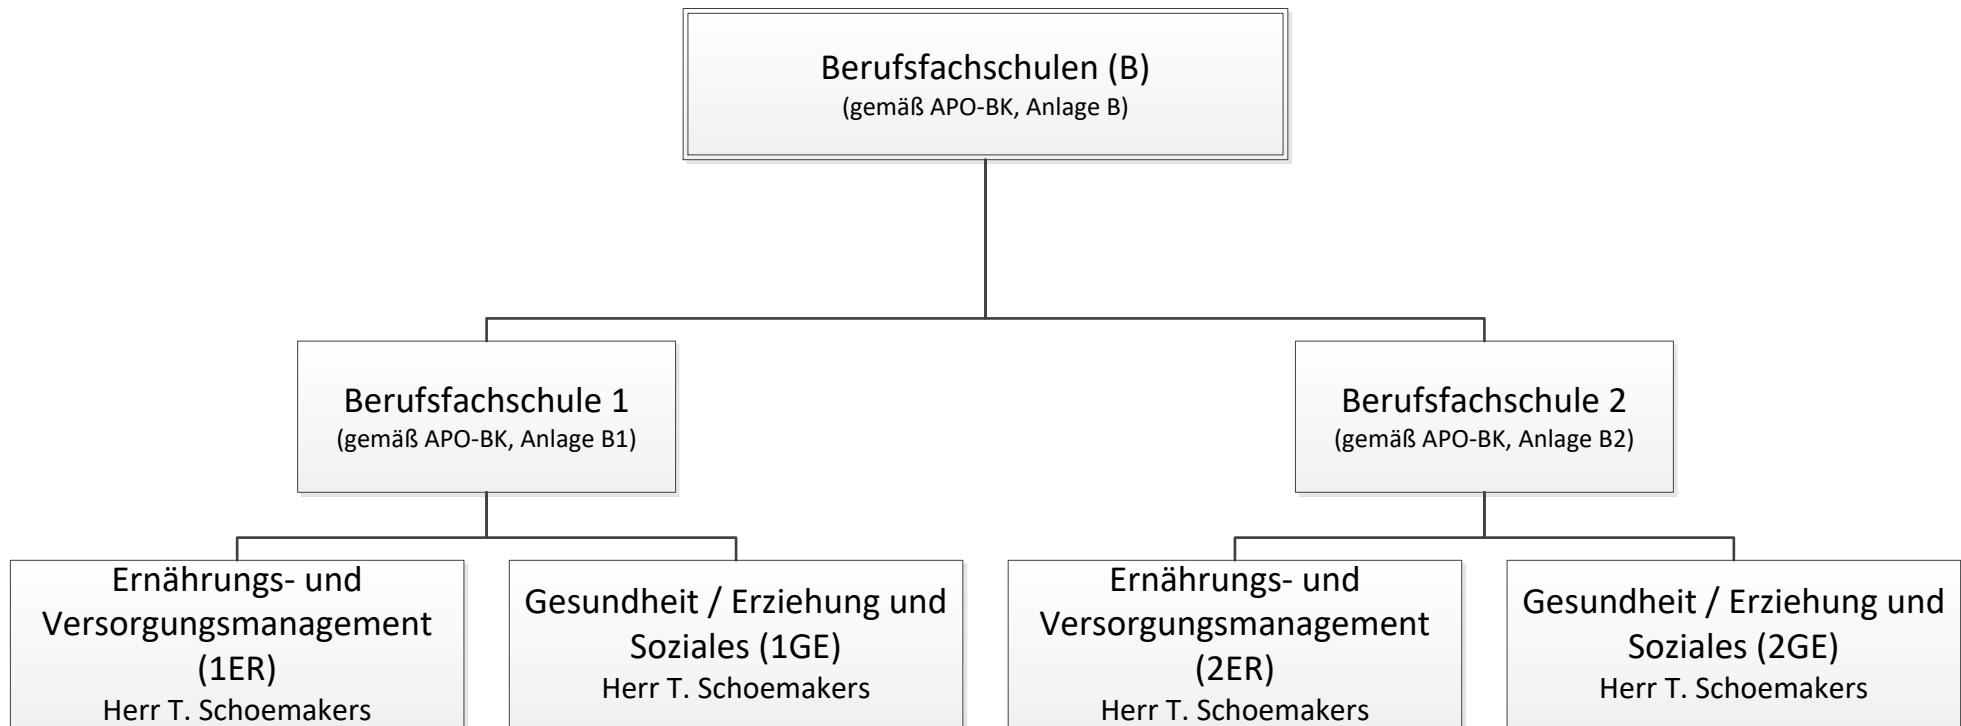 Berufsfachschulen (B)
(gemäß APO-BK, Anlage B)
Berufsfachschule 1
(gemäß APO-BK, Anlage B1)
Berufsfachschule 2
(gemäß APO-BK, Anlage B2)
Ernährungs- und
Versorgungsmanagement
(1ER)
Herr T. Schoemakers
Gesundheit / Erziehung und
Soziales (1GE)
Herr T. Schoemakers
Ernährungs- und
Versorgungsmanagement
(2ER)
Herr T. Schoemakers
Gesundheit / Erziehung und
Soziales (2GE)
Herr T. Schoemakers